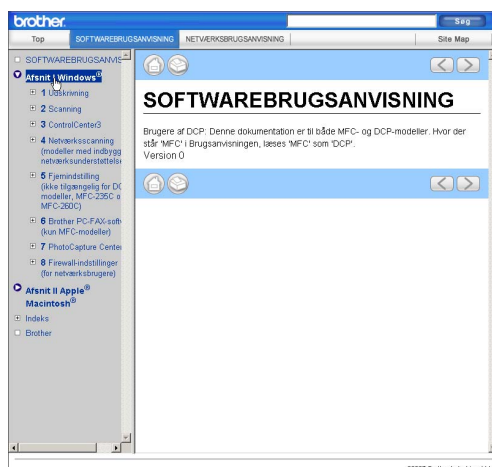 brother.
Søg
Top
SOFTWAREBRUGSANVISNING
NETVÆRKSBRUGSANVISNING
Site Map
SOFTWAREBRUGSANVIS
Afsnit I Windows®
1 Udskrivning
2 Scanning
3 ControlCenter3
4 Netværksscanning
(modeller med indbygg
netværksunderstøttelse
5 Fjernindstilling
(ikke tilgængelig for DC
modeller, MFC-235C o
MFC-260C)
6 Brother PC-FAX-soft
(kun MFC-modeller)
7 PhotoCapture Center
8 Firewall-indstillinger
(for netværksbrugere)
Afsnit II Apple®
Macintosh®
Indeks
Brother
SOFTWAREBRUGSANVISNING
Brugere af DCP: Denne dokumentation er til både MFC- og DCP-modeller. Hvor der
står 'MFC' i Brugsanvisningen, læses 'MFC' som 'DCP'.
Version 0